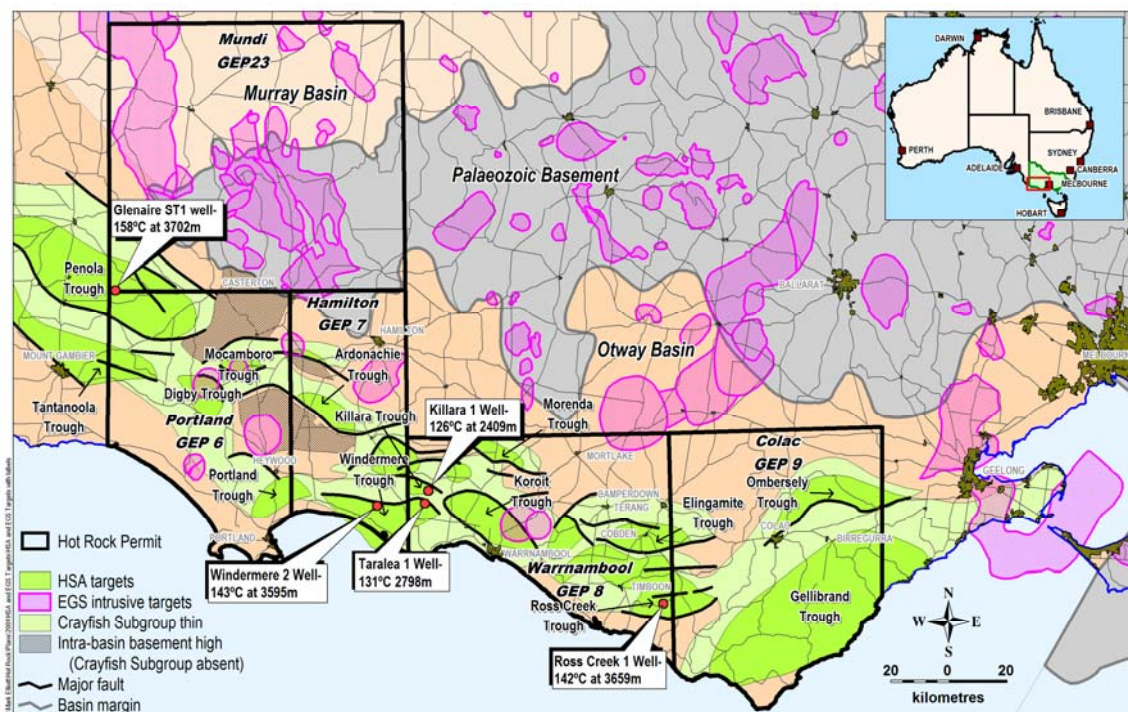 Mundi
GEP23
Murray Basin
Palaeozoic Basement
Otway Basin
DARWIN
BRISBANE
PERTH
SYDNEY
ADELAIDE
CANBERRA
MELBOURNE
HOBART
Glenaire ST1 well-
158ºC at 3702m
Penola
Trough
CASTERTON
Hamilton
GEP 7
HAMILTON
BALLARAT
MELBOURN
MOUNT GAMBIER
Mocamboro
Trough
Ardonachie
Trough
Digby Trough
Tantanoola
Trough
Killara Trough
Killara 1 Well-
126ºC at 2409m
Morenda
Trough
Portland
GEP 6
HEYWOOD
Windermere
Trough
MORTLAKE
Colac
GEP 9
Ombersely
Trough
GEELONG
Portland
Trough
Koroit
Trough
CAMPERDOWN
TERANG
Elingamite
Trough
COBDEN
COLAC
BIRREGURRA
PORTLAND
WARRNAMBOOL
Warrnambool
GEP 8
TIMBOON
Windermere 2 Well-
143ºC at 3595m
Taralea 1 Well-
131ºC 2798m
Ross Creek
Trough
Gellibrand
Trough
Ross Creek 1 Well-
142ºC at 3659m
Hot Rock Permit
HSA targets
EGS intrusive targets
Crayfish Subgroup thin
Intra-basin basement high
(Crayfish Subgroup absent)
Major fault
Basin margin
N
W E
S
20 0 20
kilometres